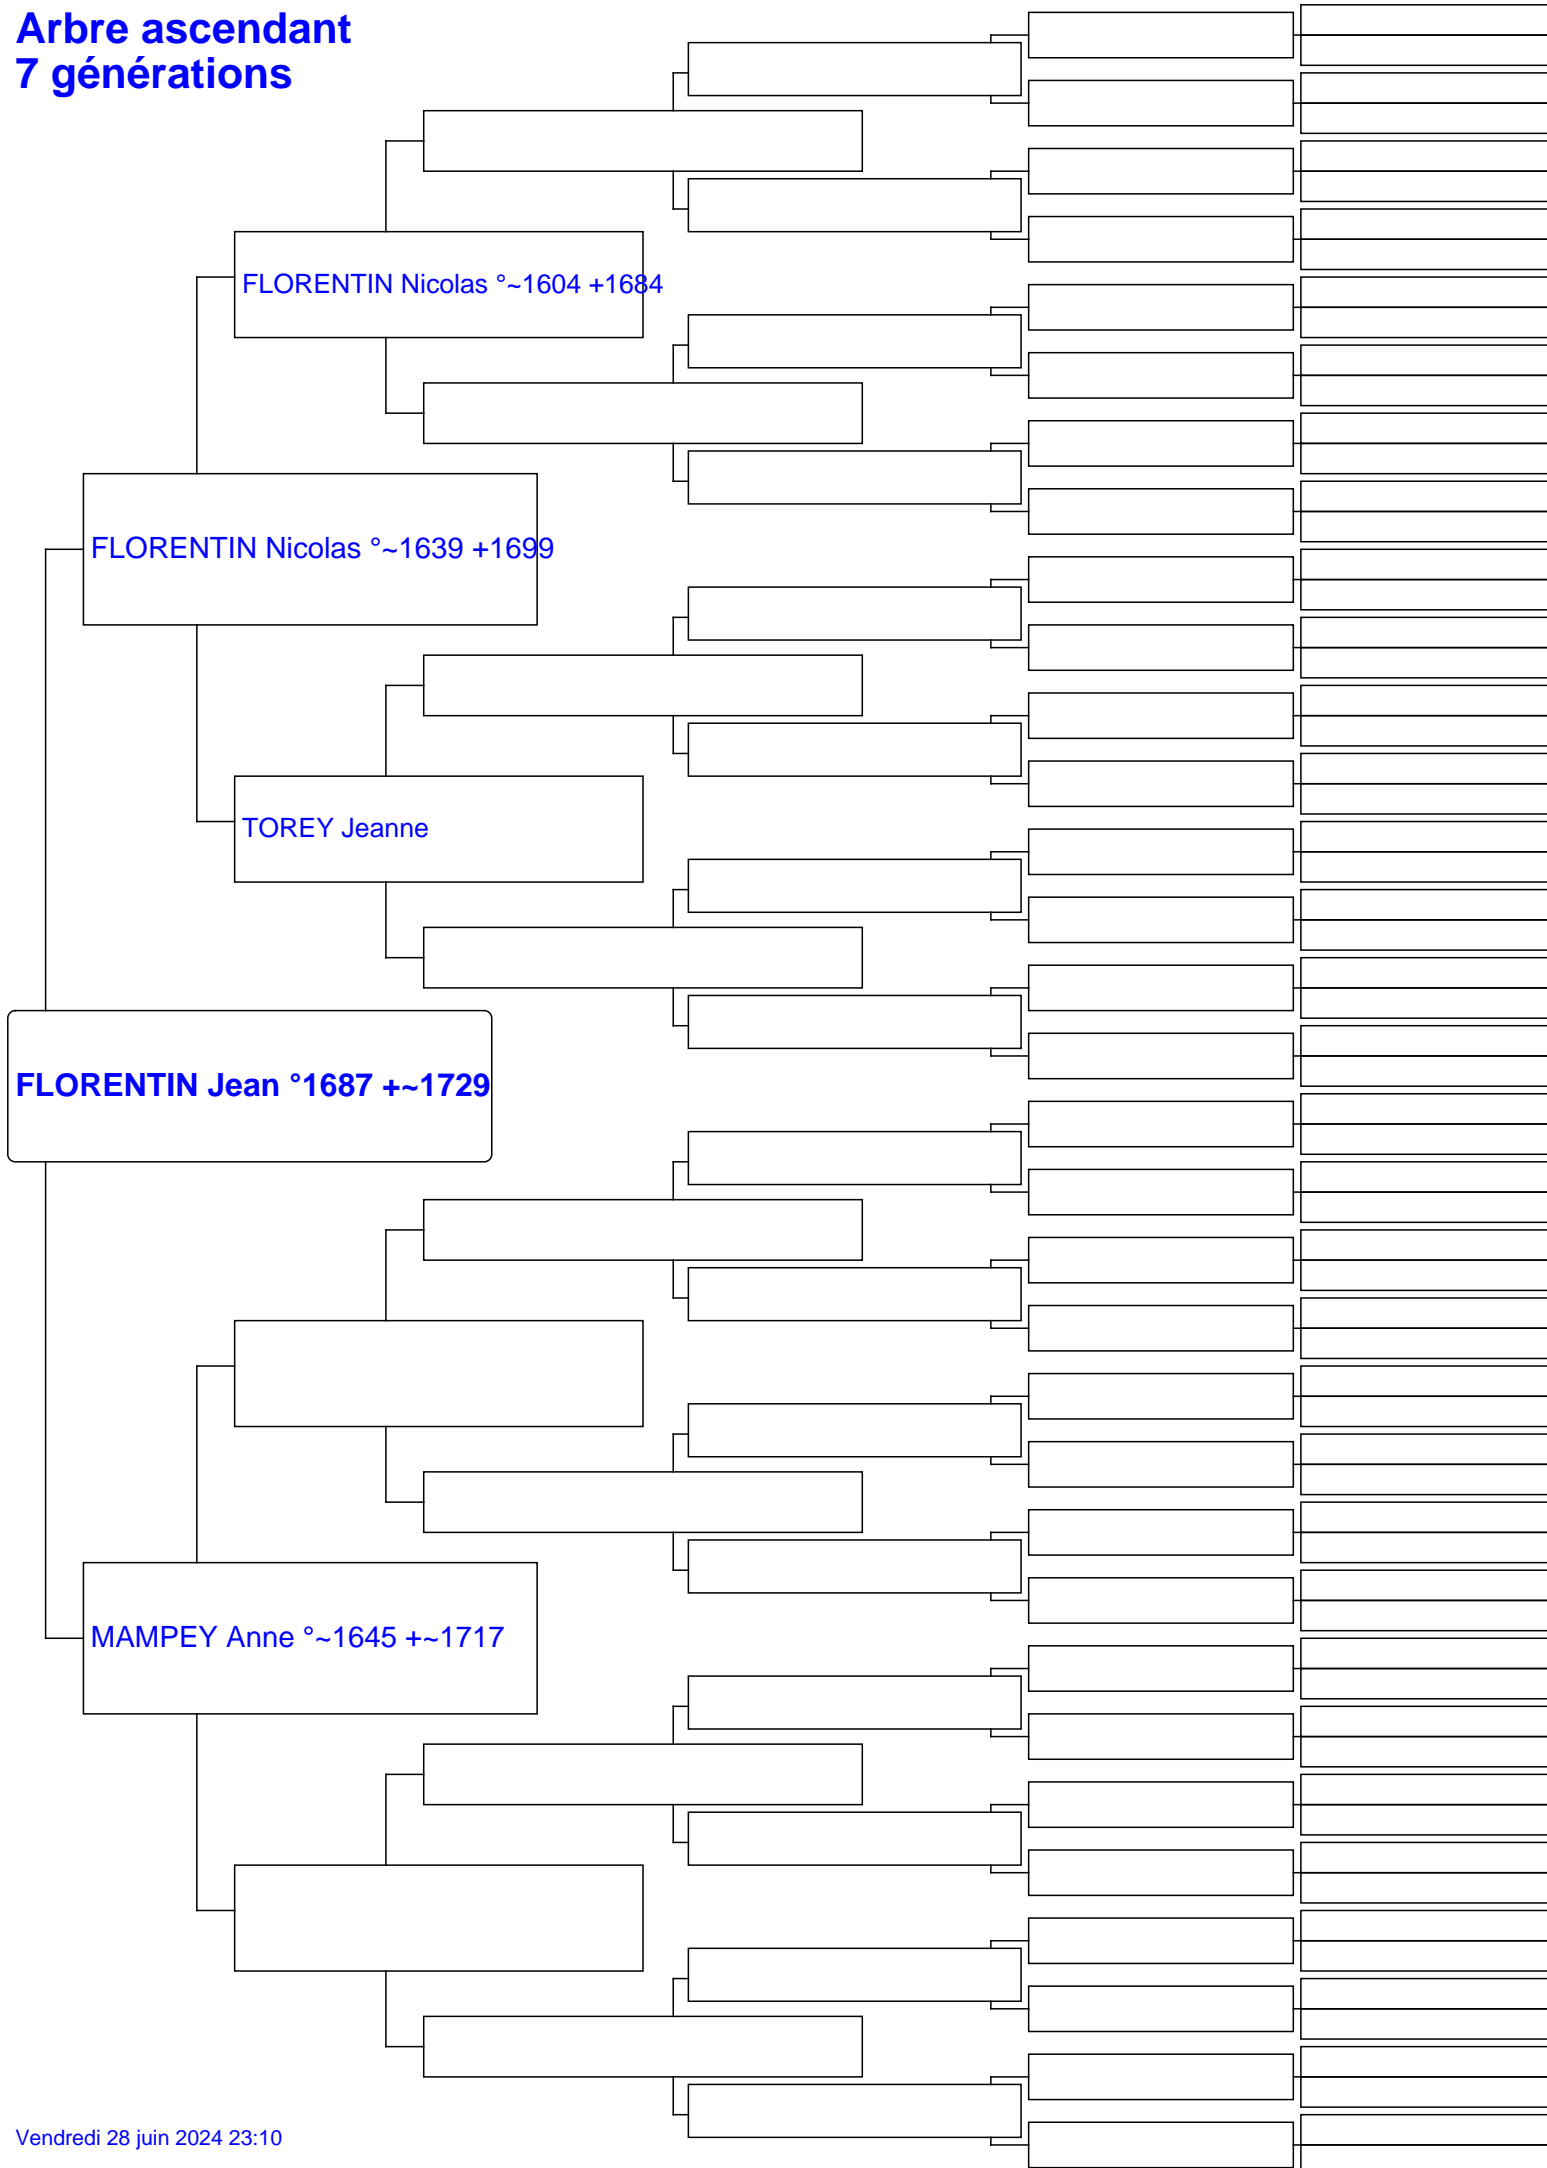 Arbre ascendant
7 générations
FLORENTIN Nicolas °~1604 +1684
FLORENTIN Nicolas °~1639 +1699
TOREY Jeanne
FLORENTIN Jean °1687 +~1729
MAMPEY Anne °~1645 +~1717
Vendredi 28 juin 2024 23:10